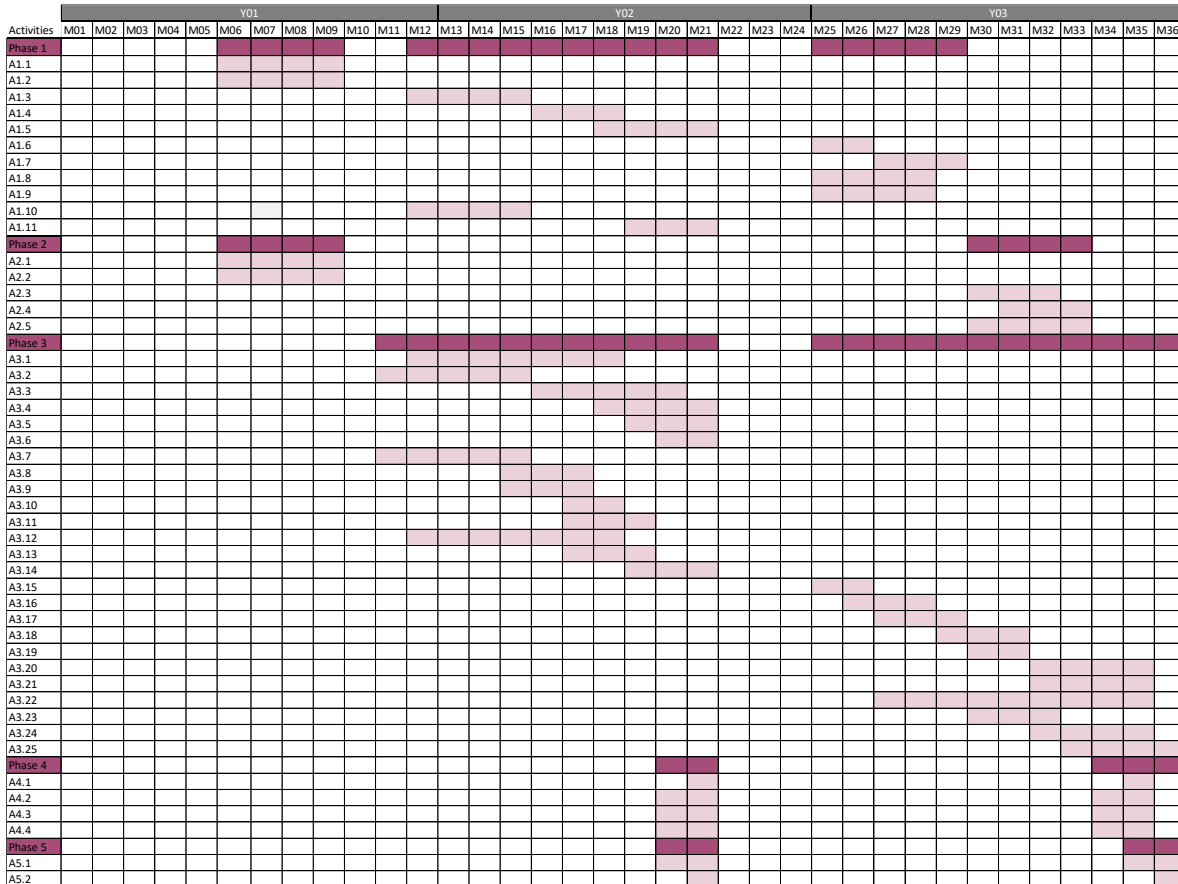 Y01 Y02 Y03
Activities M01 M02 M03 M04 M05 M06 M07 M08 M09 M10 M11 M12 M13 M14 M15 M16 M17 M18 M19 M20 M21 M22 M23 M24 M25 M26 M27 M28 M29 M30 M31 M32 M33 M34 M35 M36
Phase 1
A1.1
A1.2
A1.3
A1.4
A1.5
A1.6
A1.7
A1.8
A1.9
A1.10
A1.11
Phase 2
A2.1
A2.2
A2.3
A2.4
A2.5
Phase 3
A3.1
A3.2
A3.3
A3.4
A3.5
A3.6
A3.7
A3.8
A3.9
A3.10
A3.11
A3.12
A3.13
A3.14
A3.15
A3.16
A3.17
A3.18
A3.19
A3.20
A3.21
A3.22
A3.23
A3.24
A3.25
Phase 4
A4.1
A4.2
A4.3
A4.4
Phase 5
A5.1
A5.2